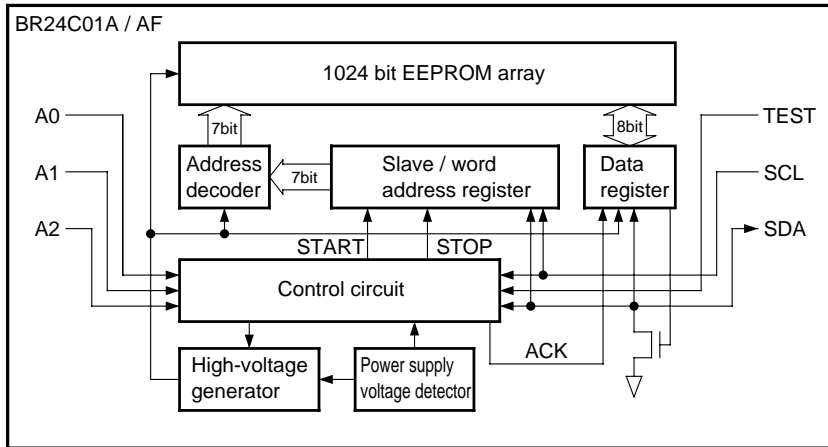 BR24C01A / AF
1024 bit EEPROM array
A0
7bit
8bit
TEST
A1
Address
decoder
7bit
Slave / word
address register
Data
register
SCL
A2
START
STOP
SDA
Control circuit
ACK
High-voltage
generator
Power supply
voltage detector